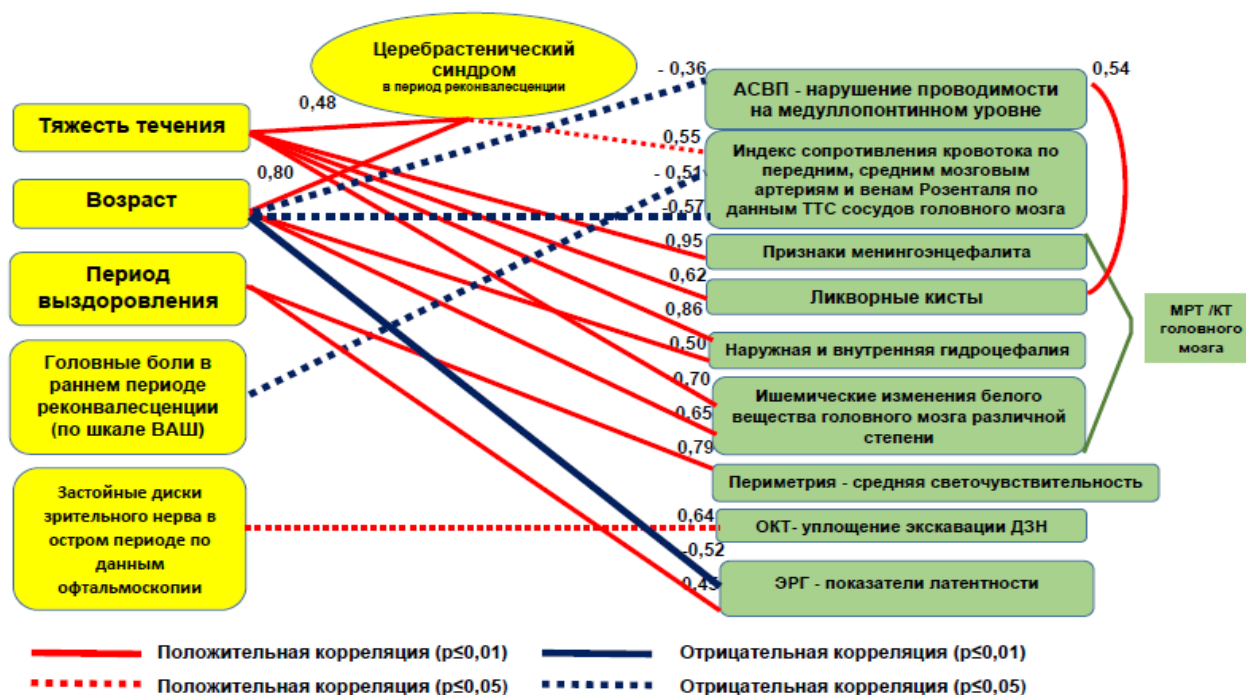 Церебрастенический
синдром
в период реконвалесценции
0,48
Тяжесть течения
0,80
Возраст
Период
выздоровления
Головные боли в
раннем периоде
реконвалесценции
(по шкале ВАШ)
Застойные диски
зрительного нерва в
остром периоде по
данным
офтальмоскопии
- 0,36
0,55
- 0,51
-0,57
0,95
0,62
0,86
0,50
0,70
0,65
0,79
0,64
-0,52
0,45
0,54
АСВП - нарушение проводимости
на медуллопонтинном уровне
Индекс сопротивления кровотока по
передним, средним мозговым
артериям и венам Розенталя по
данным ТТС сосудов головного мозга
Признаки менингоэнцефалита
Ликворные кисты
Наружная и внутренняя гидроцефалия
Ишемические изменения белого
вещества головного мозга различной
степени
Периметрия - средняя светочувствительность
ОКТ- уплощение экскавации ДЗН
ЭРГ - показатели латентности
МРТ /КТ
головного
мозга
Положительная корреляция (p≤0,01)
Отрицательная корреляция (p≤0,01)
Положительная корреляция (p≤0,05)
Отрицательная корреляция (p≤0,05)